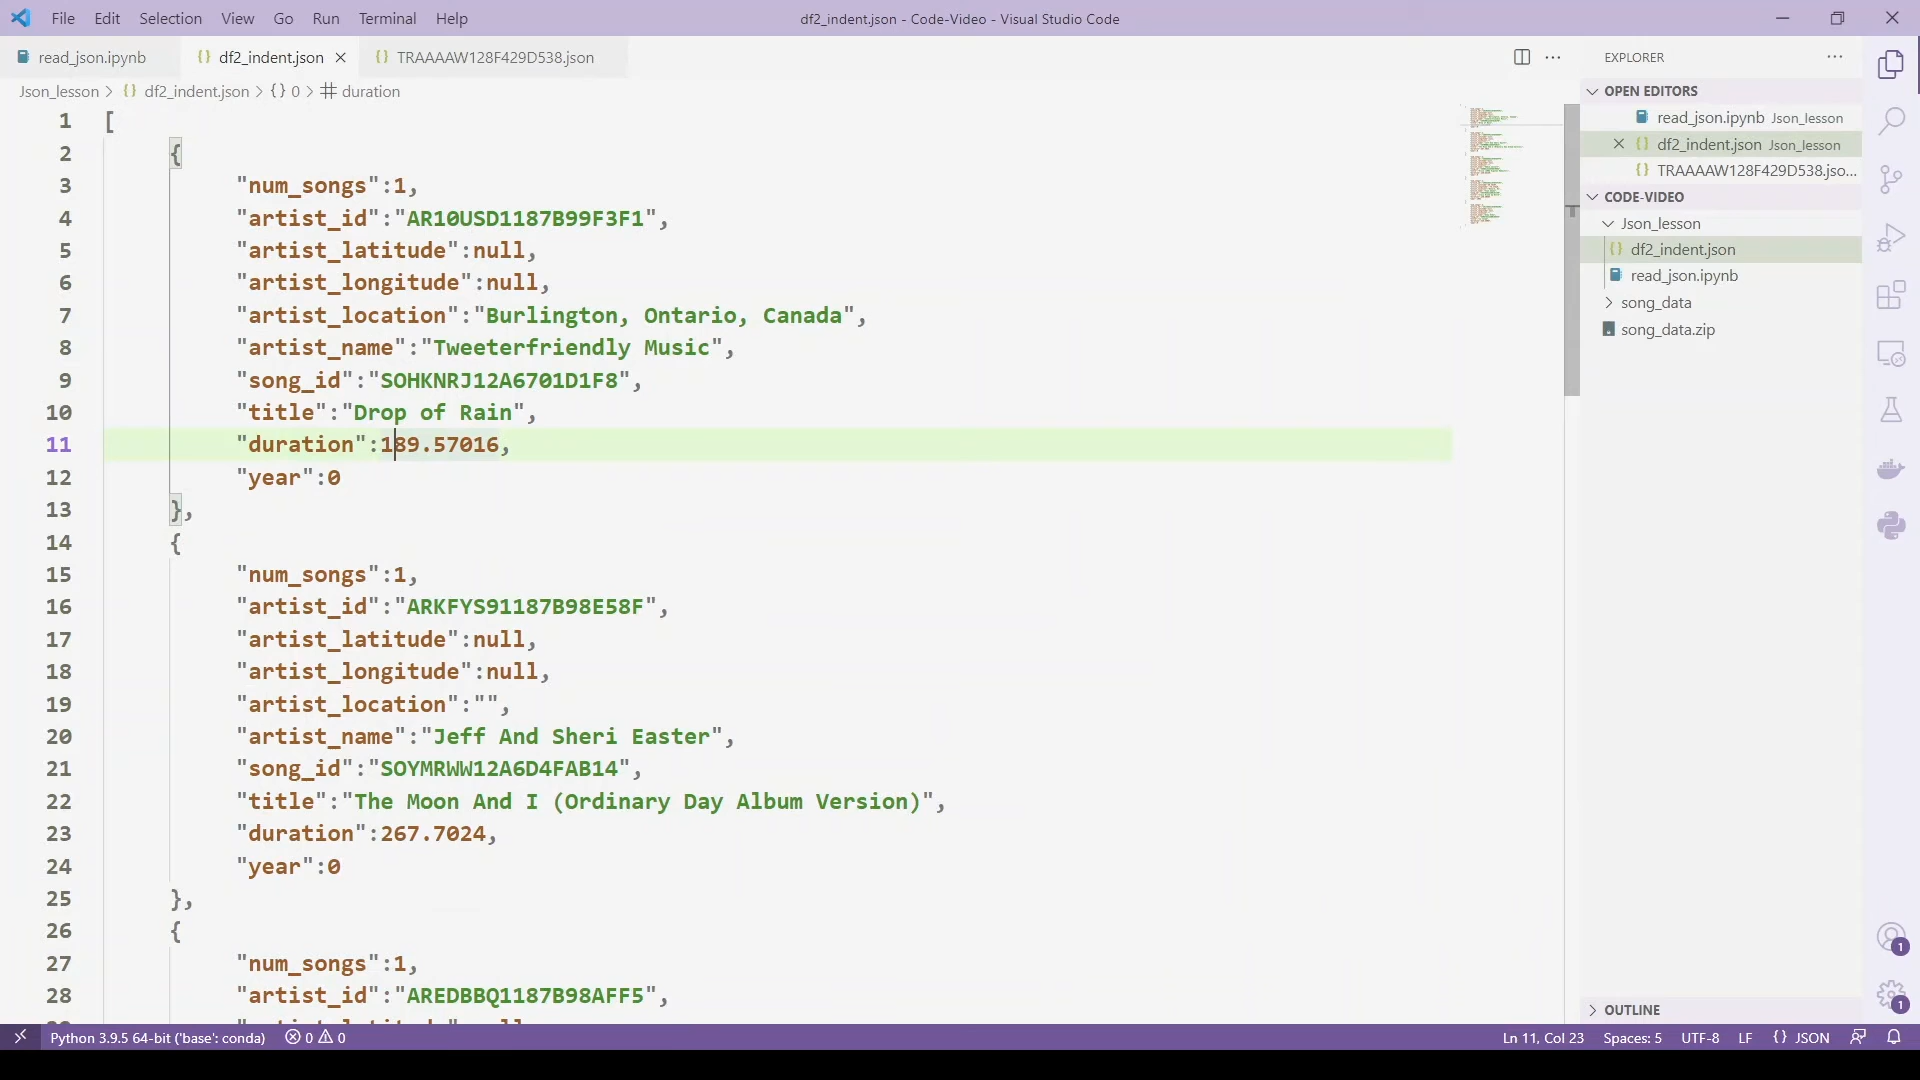 File Edit Selection View Go Run Terminal Help
df2_indent.json - Code-Video - Visual Studio Code
read_json.ipynb
df2_indent.json
TRAAAAW128F429D538.json
EXPLORER
Json_lesson > df2_indent.json > {} 0 > # duration
1 [
2 {
3 "num_songs":1,
4 "artist_id":"AR10USD1187B99F3F1",
5 "artist_latitude":null,
6 "artist_longitude":null,
7 "artist_location":"Burlington, Ontario, Canada",
8 "artist_name":"Tweeterfriendly Music",
9 "song_id":"SOHKNRJ12A6701D1F8",
10 "title":"Drop of Rain",
11 "duration":189.57016,
12 "year":0
13 },
14 {
15 "num_songs":1,
16 "artist_id":"ARKFYS91187B98E58F",
17 "artist_latitude":null,
18 "artist_longitude":null,
19 "artist_location":"",
20 "artist_name":"Jeff And Sheri Easter",
21 "song_id":"SOYMRWW12A6D4FAB14",
22 "title":"The Moon And I (Ordinary Day Album Version)",
23 "duration":267.7024,
24 "year":0
25 },
26 {
27 "num_songs":1,
28 "artist_id":"AREDBBQ1187B98AFF5",
OPEN EDITORS
read_json.ipynb Json_lesson
df2_indent.json Json_lesson
TRAAAAW128F429D538.jso...
CODE-VIDEO
Json_lesson
df2_indent.json
read_json.ipynb
song_data
song_data.zip
OUTLINE
1
1
Python 3.9.5 64-bit ('base': conda) 0 0
Ln 11, Col 23 Spaces: 5 UTF-8 LF {} JSON